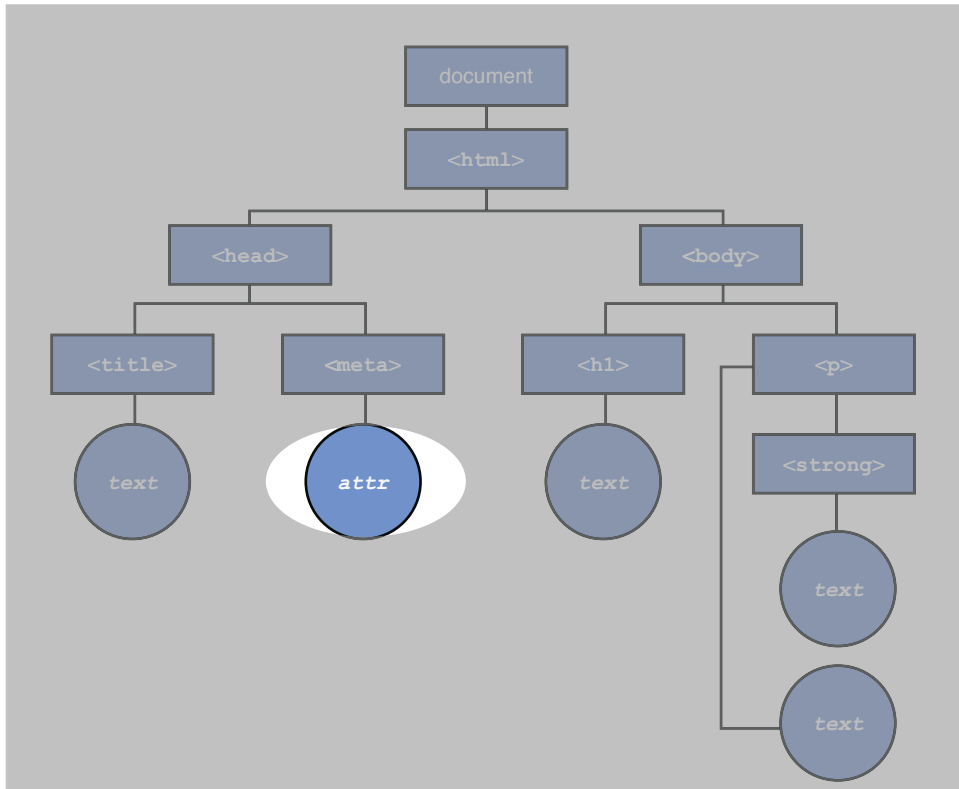 document
<html>
<head>
<body>
<title>
<meta>
<h1>
<p>
<strong>
text
attr
text
text
text